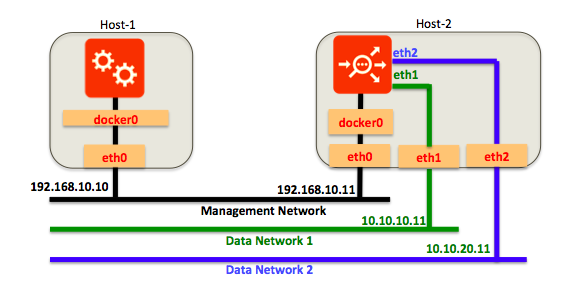 Host-1
Host-2
eth2
eth1
docker0
docker0
eth0
eth0
eth1
eth2
192.168.10.10
192.168.10.11
Management Network
10.10.10.11
Data Network 1
10.10.20.11
Data Network 2